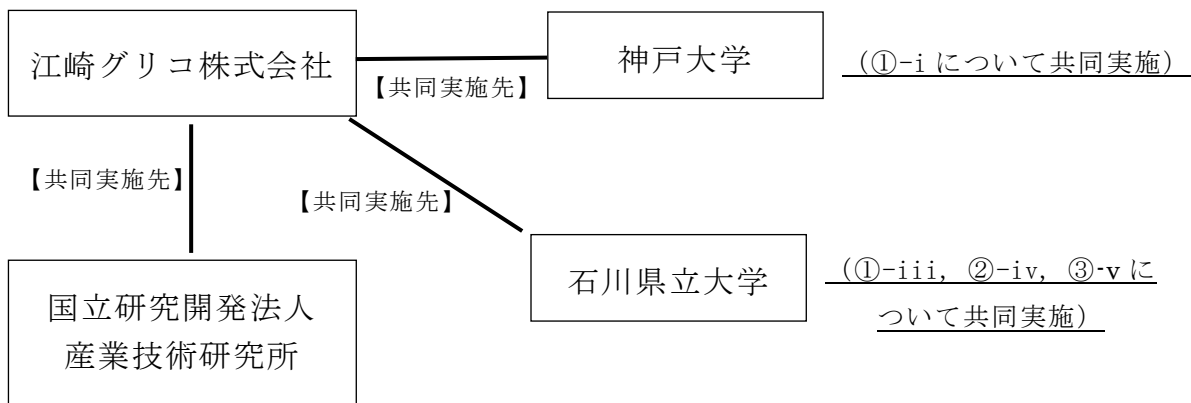 江崎グリコ株式会社
神戸大学
(①-i について共同実施)
【共同実施先】
【共同実施先】
【共同実施先】
石川県立大学
(①-iii, ②-iv, ③-v に
ついて共同実施)
国立研究開発法人
産業技術研究所